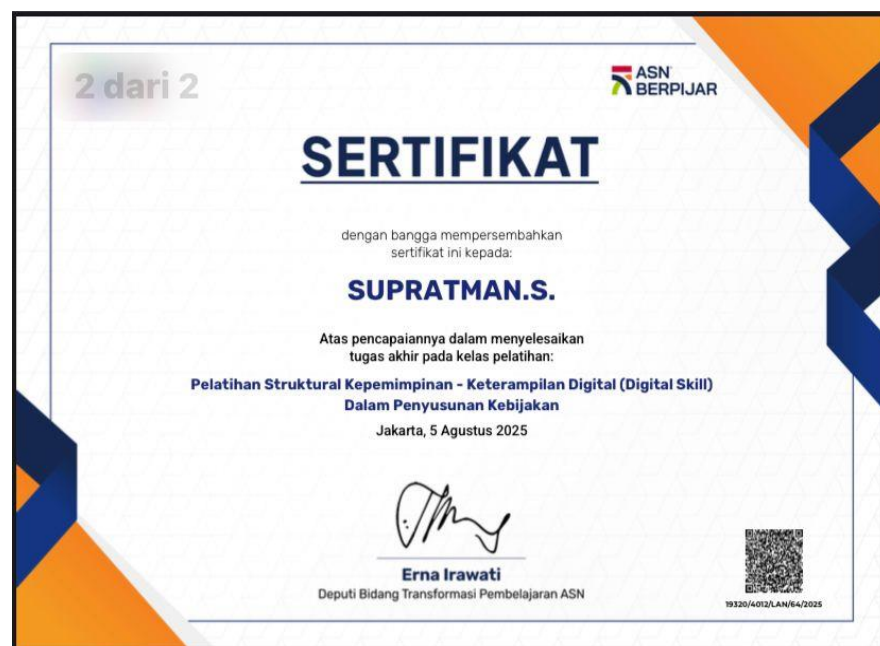 2 dari 2
ASN
BERPIJAR
SERTIFIKAT
dengan bangga mempersembahkan
sertifikat ini kepada:
SUPRATMAN.S.
Atas pencapaiannya dalam menyelesaikan
tugas akhir pada kelas pelatihan:
Pelatihan Struktural Kepemimpinan - Keterampilan Digital (Digital Skill)
Dalam Penyusunan Kebijakan
Jakarta, 5 Agustus 2025
Erna Irawati
Deputi Bidang Transformasi Pembelajaran ASN
19320/4012/LAN/64/2025